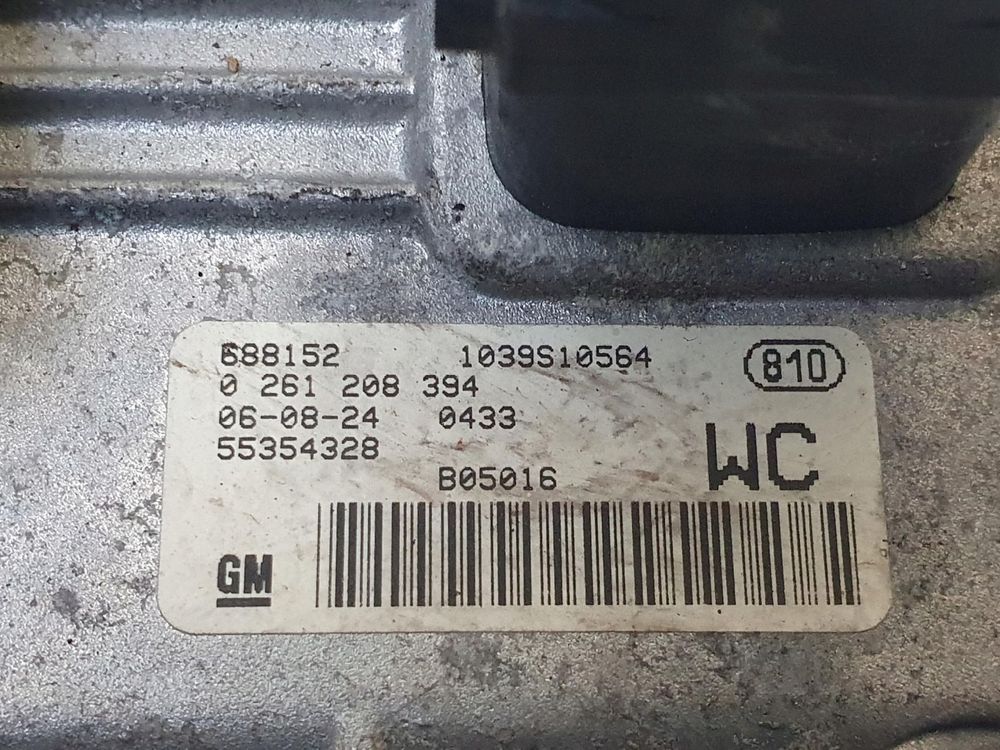 688152 1039S10564 810
0 261 208 394
06-08-24 0433
55354328 WC
B05016
GM